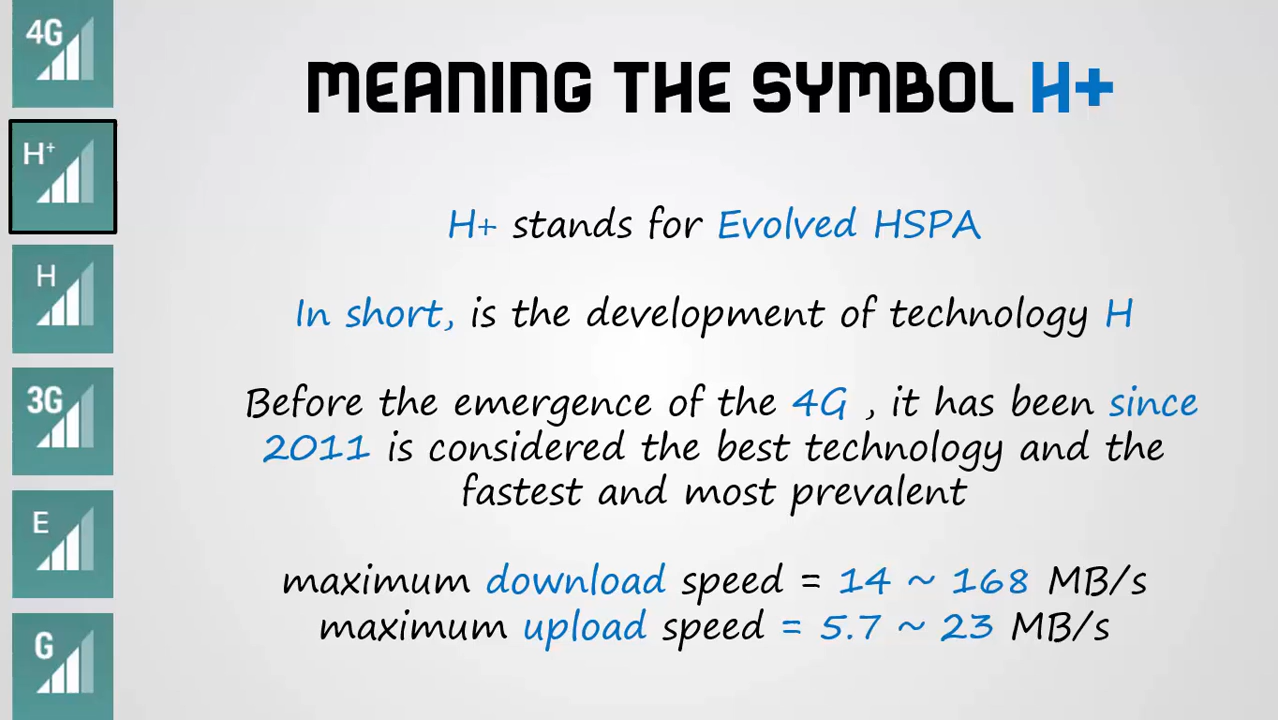 4G
H+
H
3G
E
G
MEANING THE SYMBOL H+
H+ stands for Evolved HSPA
In short, is the development of technology H
Before the emergence of the 4G , it has been since
2011 is considered the best technology and the
fastest and most prevalent
maximum download speed = 14 ~ 168 MB/s
maximum upload speed = 5.7 ~ 23 MB/s